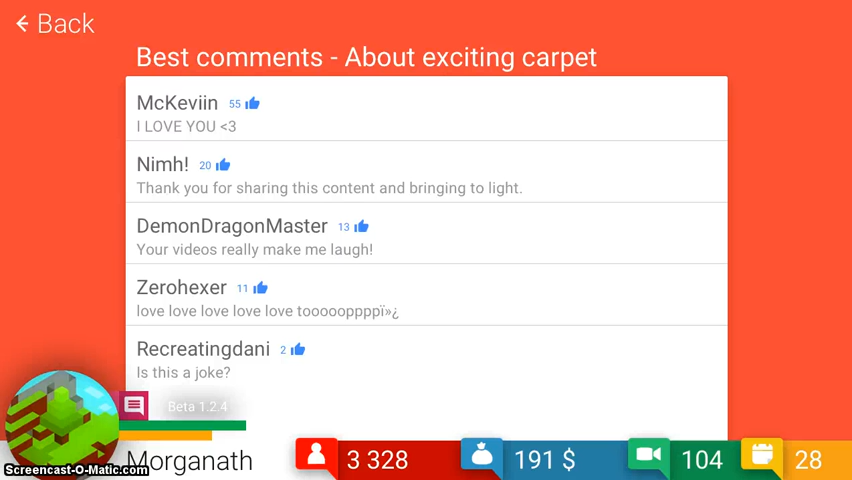 Back
Best comments - About exciting carpet
McKeviin 55
I LOVE YOU <3
Nimh! 20
Thank you for sharing this content and bringing to light.
DemonDragonMaster 13
Your videos really make me laugh!
Zerohexer 11
love love love love love tooooopppрï»¿
Recreatingdani 2
Is this a joke?
Beta 1.2.4
Morganath
3 328
191 $
104
28
Screencast-O-Matic.com